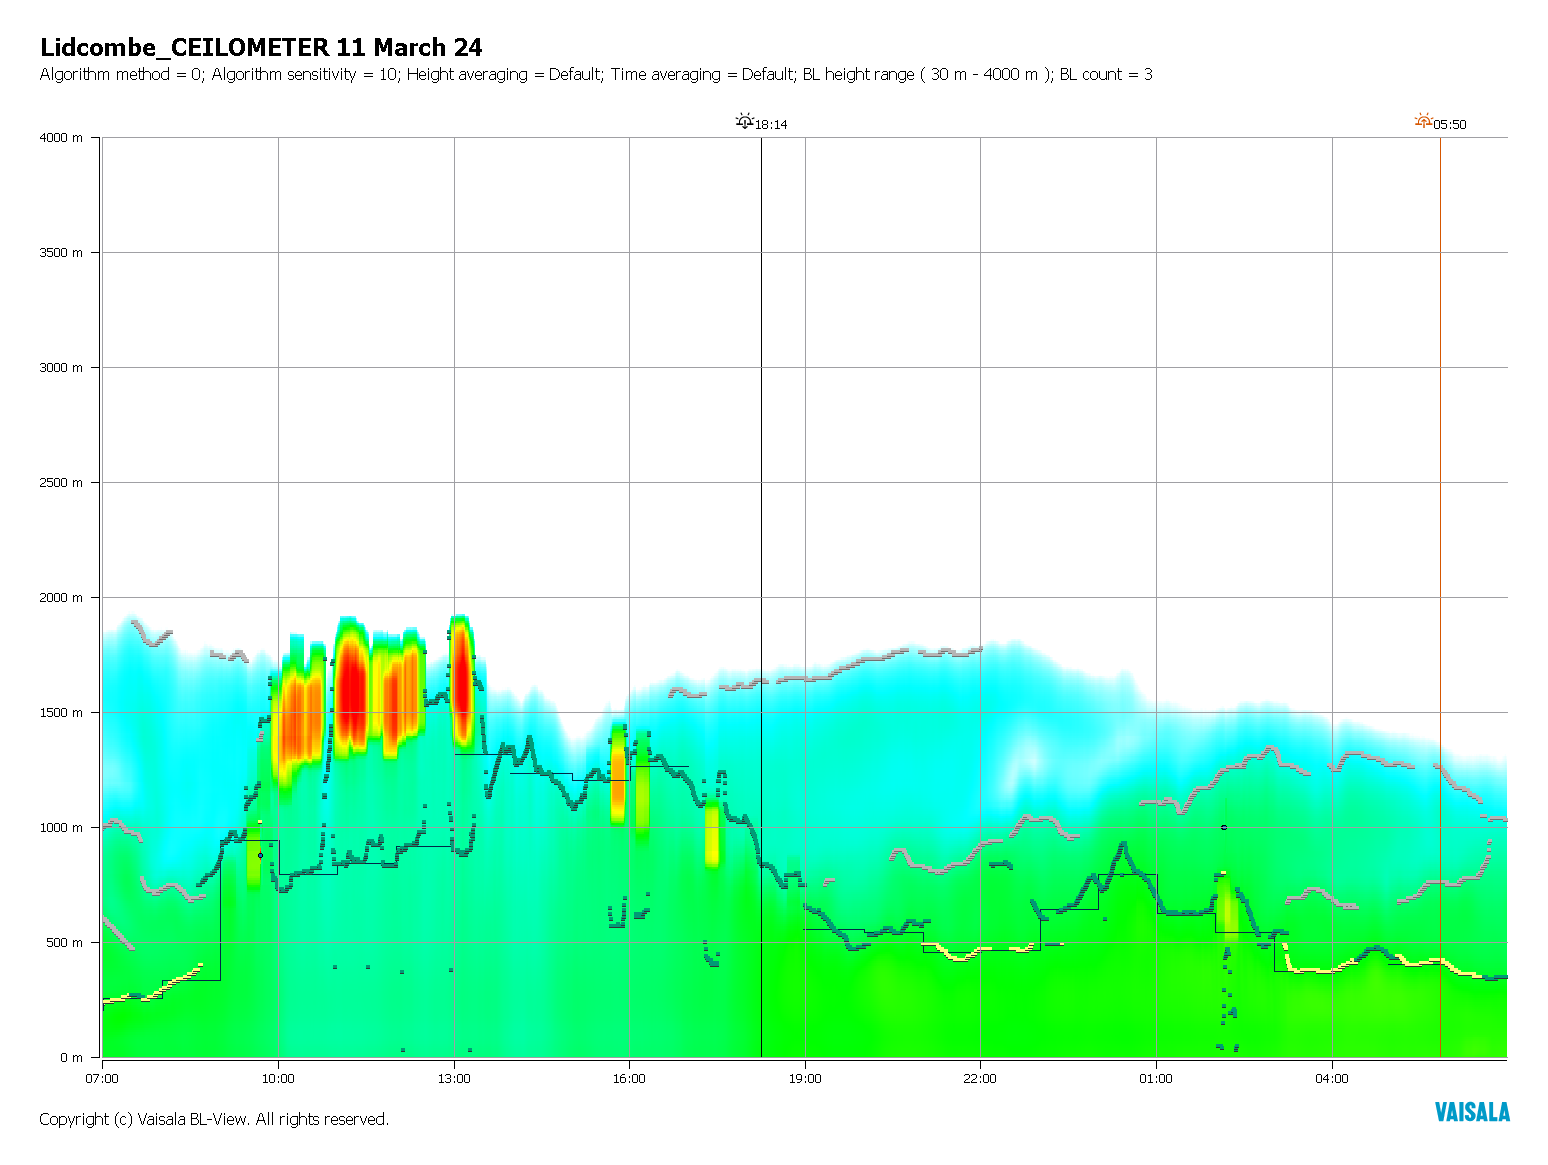 Lidcombe_CEILOMETER 11 March 24
Algorithm method = 0; Algorithm sensitivity = 10; Height averaging = Default; Time averaging = Default; BL height range ( 30 m - 4000 m ); BL count = 3
18:14
05:50
4000 m
3500 m
3000 m
2500 m
2000 m
1500 m
1000 m
500 m
0 m
07:00
10:00
13:00
16:00
19:00
22:00
01:00
04:00
Copyright (c) Vaisala BL-View. All rights reserved.
VAISALA